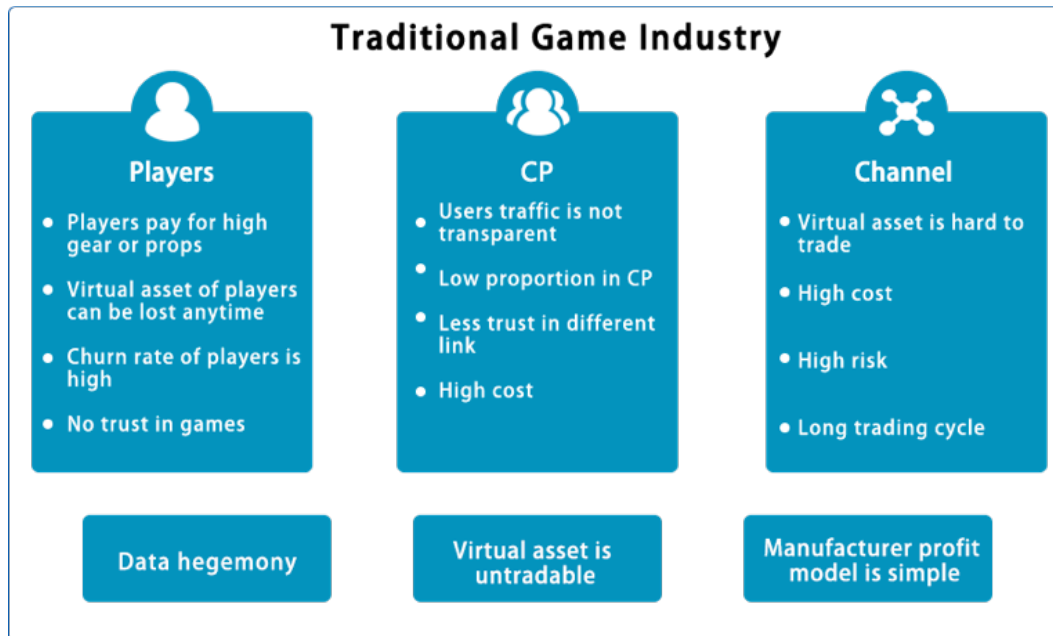 Traditional Game Industry
Players
• Players pay for high
gear or props
• Virtual asset of players
can be lost anytime
• Churn rate of players is
high
• No trust in games
CP
• Users traffic is not
transparent
• Low proportion in CP
• Less trust in different
link
• High cost
Channel
• Virtual asset is hard to
trade
• High cost
• High risk
• Long trading cycle
Data hegemony
Virtual asset is
untradable
Manufacturer profit
model is simple